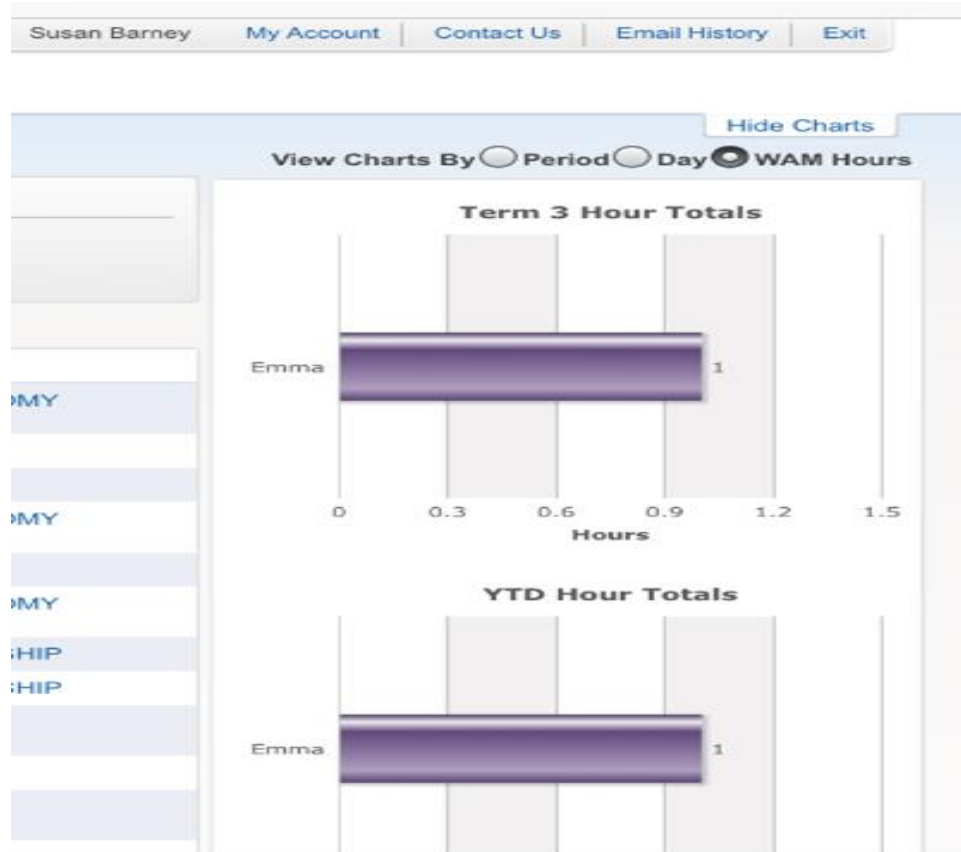 Susan Barney My Account Contact Us Email History Exit
Hide Charts
View Charts By Period Day WAM Hours
Term 3 Hour Totals
Emma 1
0 0.3 0.6 0.9 1.2 1.5
Hours
OMY
OMY
OMY
SHIP
SHIP
YTD Hour Totals
Emma 1